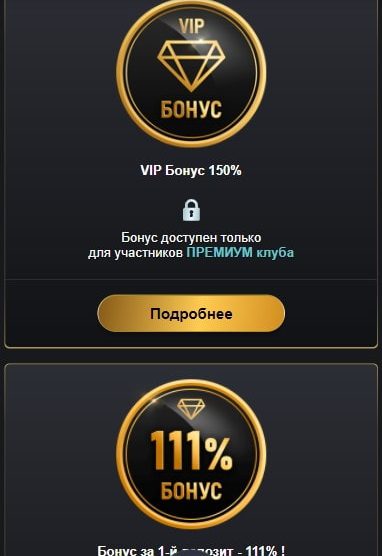 VIP
БОНУС
VIP Бонус 150%
Бонус доступен только
для участников ПРЕМИУМ клуба
Подробнее
111%
БОНУС
Бонус за 1-й депозит - 111% !